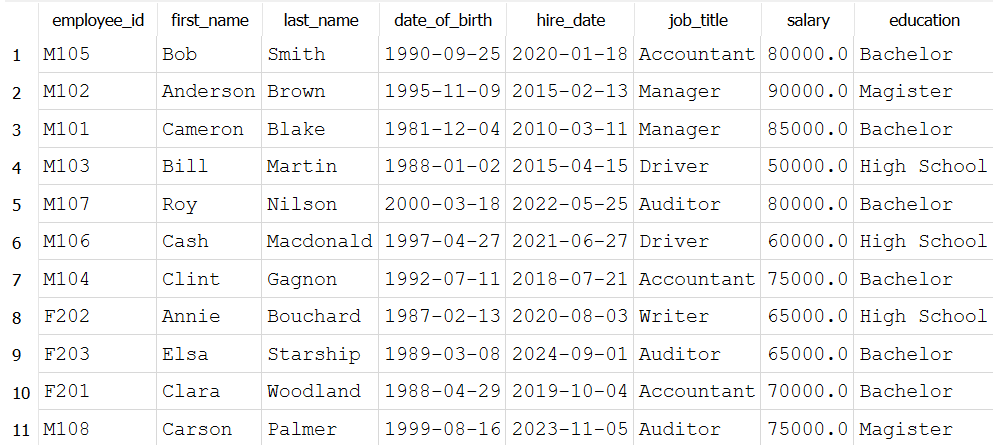 employee_id first_name last_name date_of_birth hire_date job_title salary education
1 M105 Bob Smith 1990-09-25 2020-01-18 Accountant 80000.0 Bachelor
2 M102 Anderson Brown 1995-11-09 2015-02-13 Manager 90000.0 Magister
3 M101 Cameron Blake 1981-12-04 2010-03-11 Manager 85000.0 Bachelor
4 M103 Bill Martin 1988-01-02 2015-04-15 Driver 50000.0 High School
5 M107 Roy Nilson 2000-03-18 2022-05-25 Auditor 80000.0 Bachelor
6 M106 Cash Macdonald 1997-04-27 2021-06-27 Driver 60000.0 High School
7 M104 Clint Gagnon 1992-07-11 2018-07-21 Accountant 75000.0 Bachelor
8 F202 Annie Bouchard 1987-02-13 2020-08-03 Writer 65000.0 High School
9 F203 Elsa Starship 1989-03-08 2024-09-01 Auditor 65000.0 Bachelor
10 F201 Clara Woodland 1988-04-29 2019-10-04 Accountant 70000.0 Bachelor
11 M108 Carson Palmer 1999-08-16 2023-11-05 Auditor 75000.0 Magister